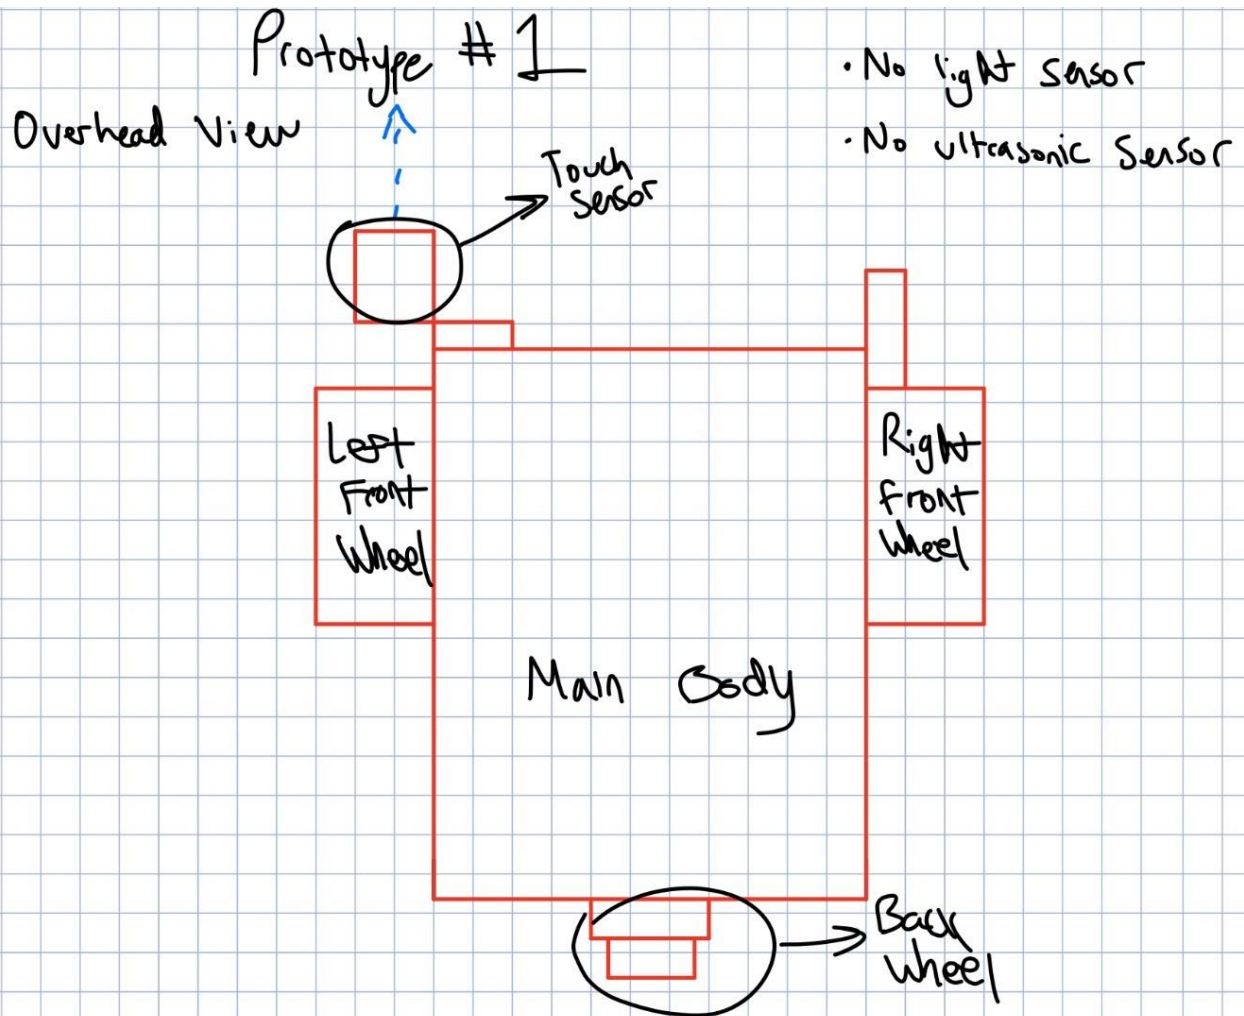 Prototype #1
Overhead View
• No light sensor
• No ultrasonic sensor
Touch
sensor
Left
Front
Wheel
Right
front
wheel
Main Body
Back
wheel